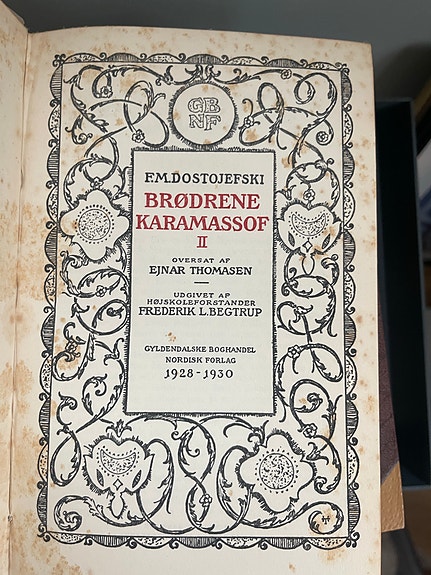 GB
NF
F.M.DOSTOJEFSKI
BRØDRENE
KARAMASSOF
II
OVERSAT AF
EJNAR THOMASEN
UDGIVET AF
HØJSKOLEFORSTANDER
FREDERIK L.BEGTRUP
GYLDENDALSKE BOGHANDEL
NORDISK FORLAG
1928-1930